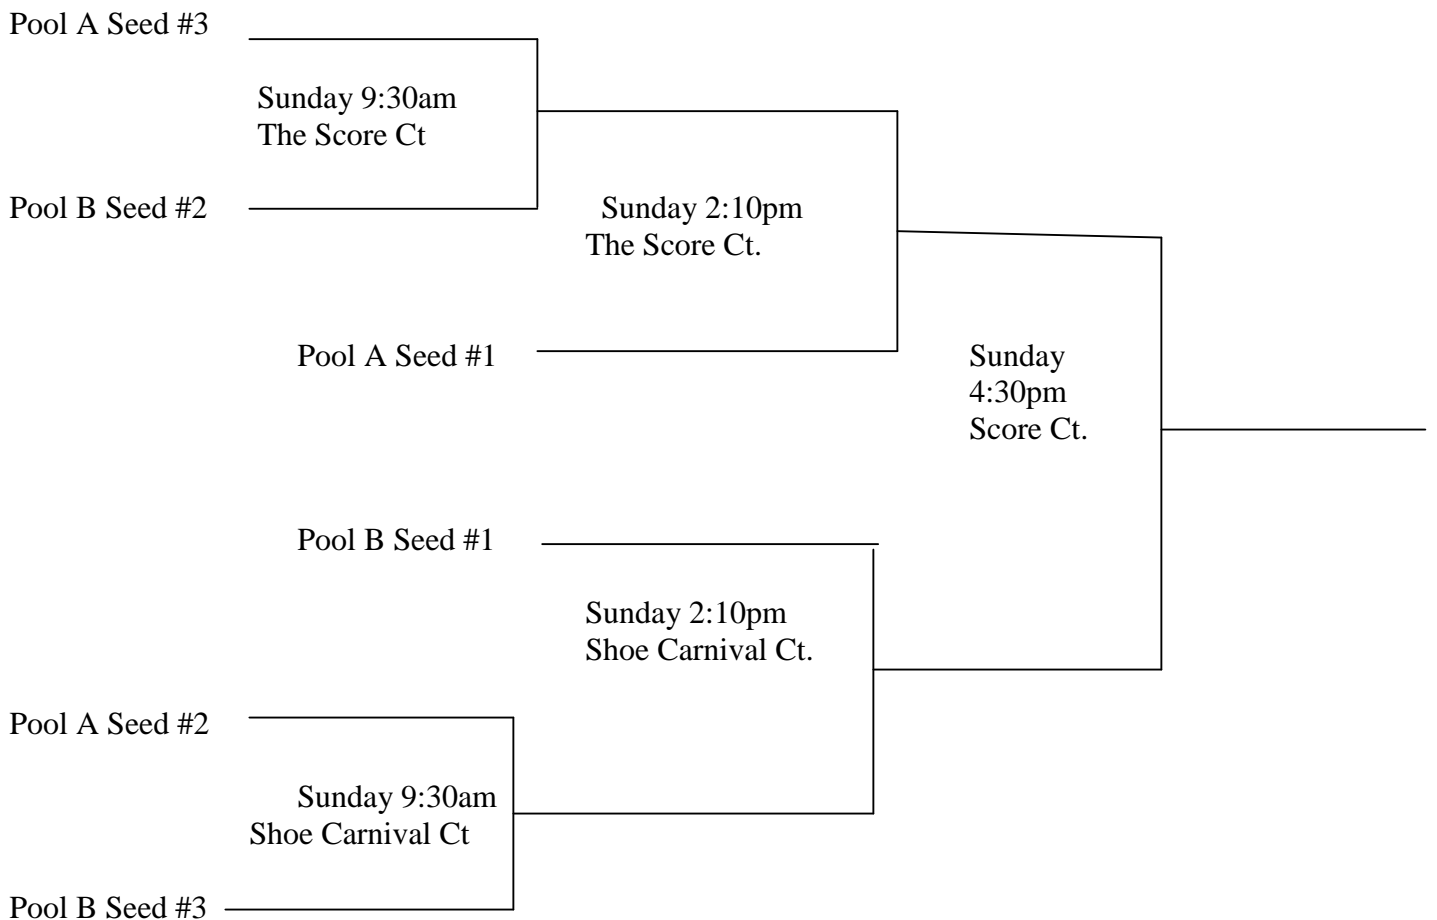 Pool A Seed #3
Sunday 9:30am
The Score Ct
Pool B Seed #2
Sunday 2:10pm
The Score Ct.
Pool A Seed #1
Sunday
4:30pm
Score Ct.
Pool B Seed #1
Sunday 2:10pm
Shoe Carnival Ct.
Pool A Seed #2
Sunday 9:30am
Shoe Carnival Ct
Pool B Seed #3